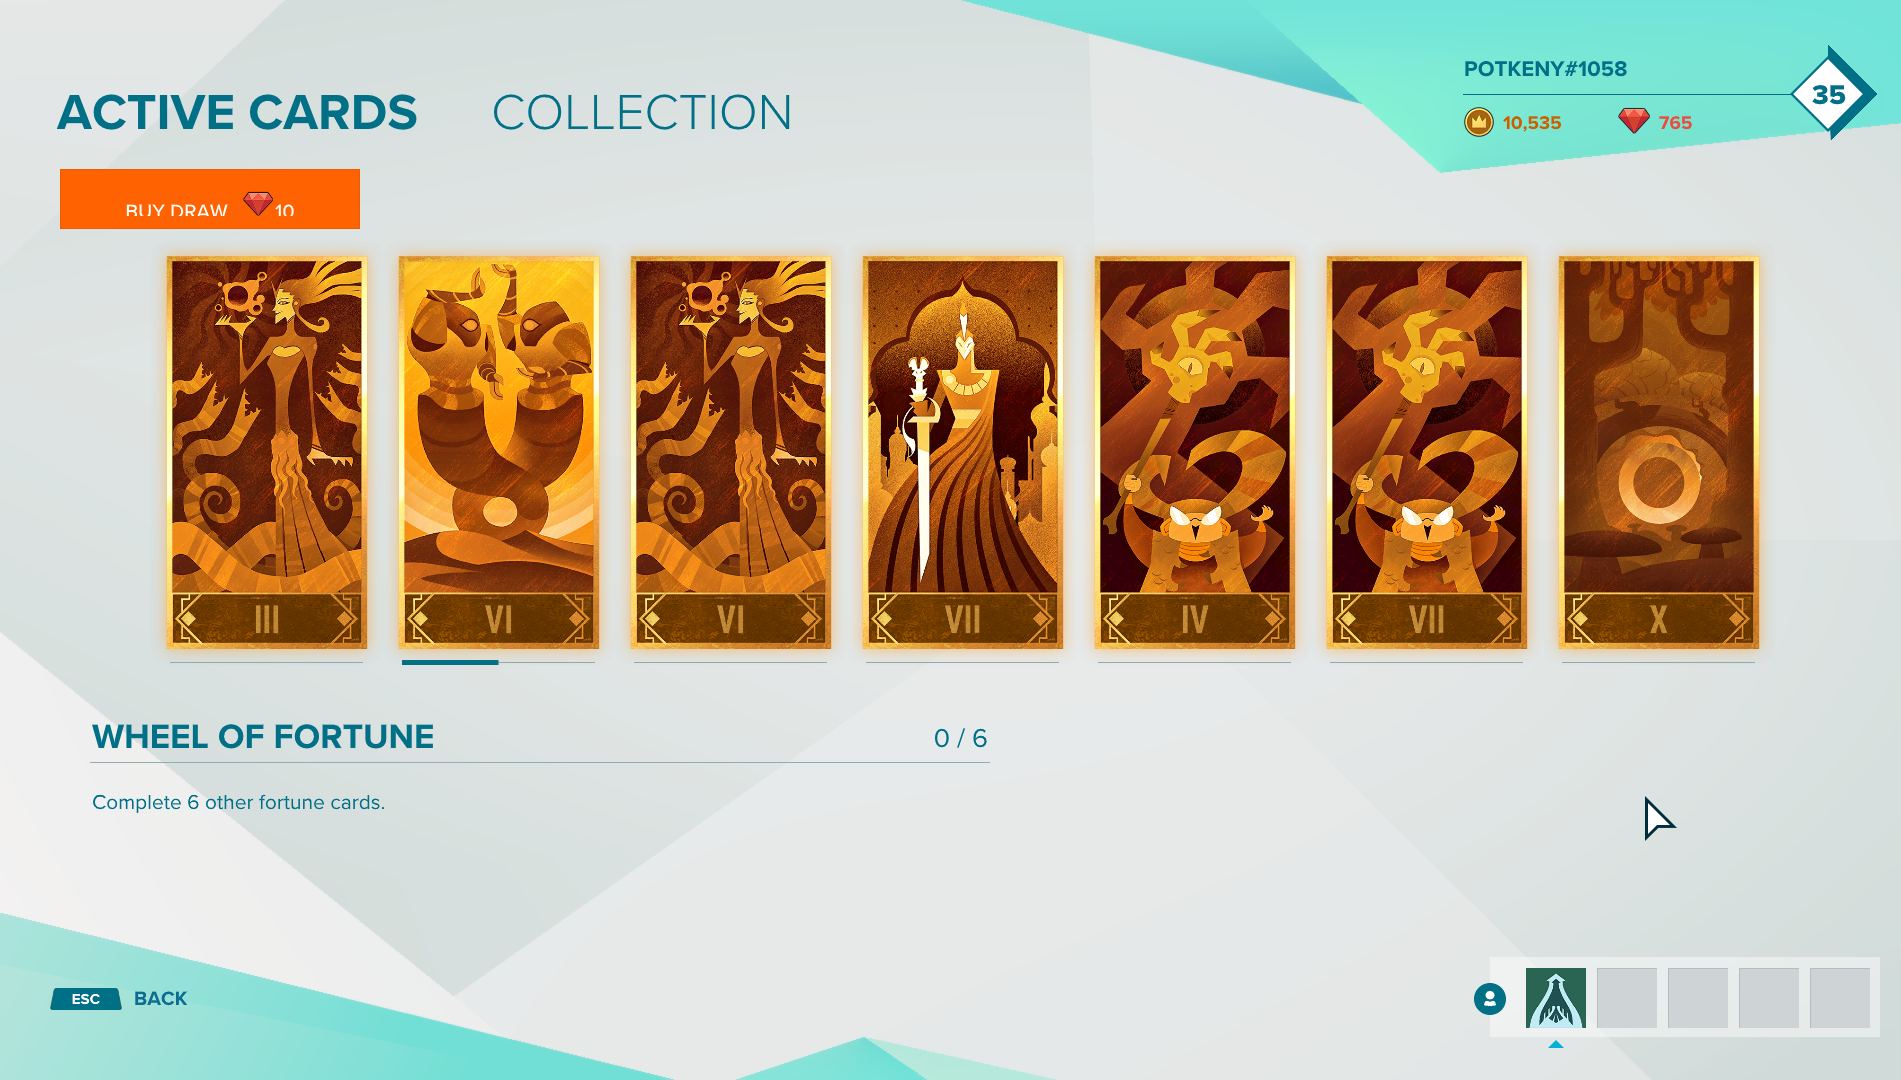 ACTIVE CARDS COLLECTION
POTKENY#1058
35
10,535 765
BUY DRAW 10
III VI VI VII IV VII X
WHEEL OF FORTUNE 0 / 6
Complete 6 other fortune cards.
ESC BACK